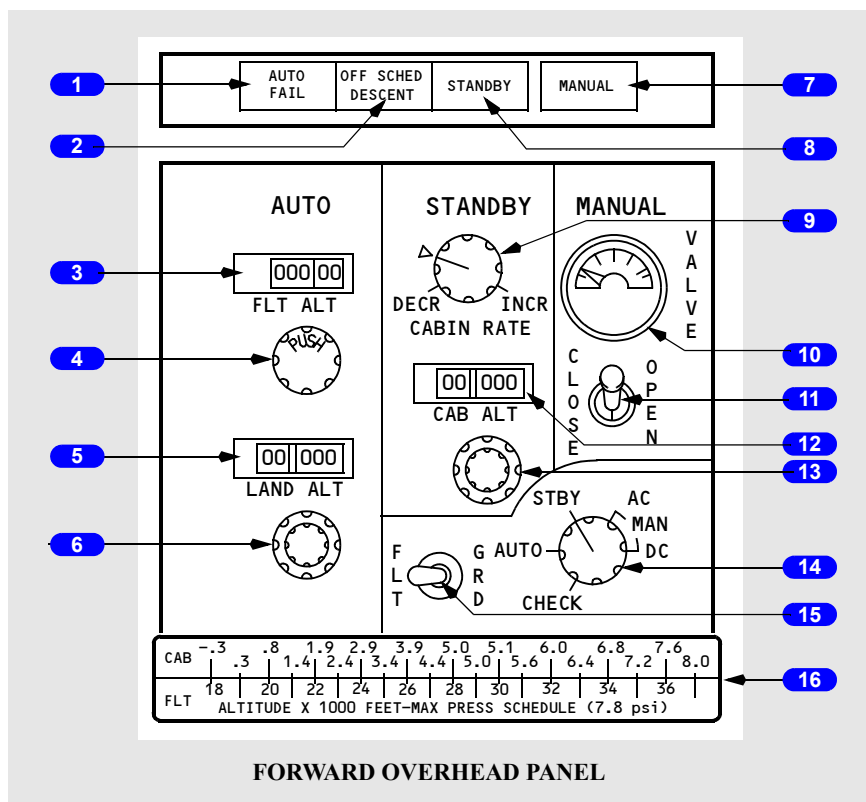 AUTO FAIL
OFF SCHED DESCENT
STANDBY
MANUAL
1
2
7
8
AUTO
STANDBY
MANUAL
3
000 00
FLT ALT
4
PUSH
5
00 000
LAND ALT
6
DECR
INCR
CABIN RATE
9
00 000
CAB ALT
12
13
VALVE
10
CLOSE
OPEN
11
FLT
GRD
15
STBY
AC
MAN
DC
AUTO
CHECK
14
CAB -.3 .3 .8 1.4 1.9 2.4 2.9 3.4 3.9 4.4 5.0 5.0 5.1 5.6 6.0 6.4 6.8 7.2 7.6 8.0
FLT 18 20 22 24 26 28 30 32 34 36
ALTITUDE X 1000 FEET-MAX PRESS SCHEDULE (7.8 psi)
16
FORWARD OVERHEAD PANEL